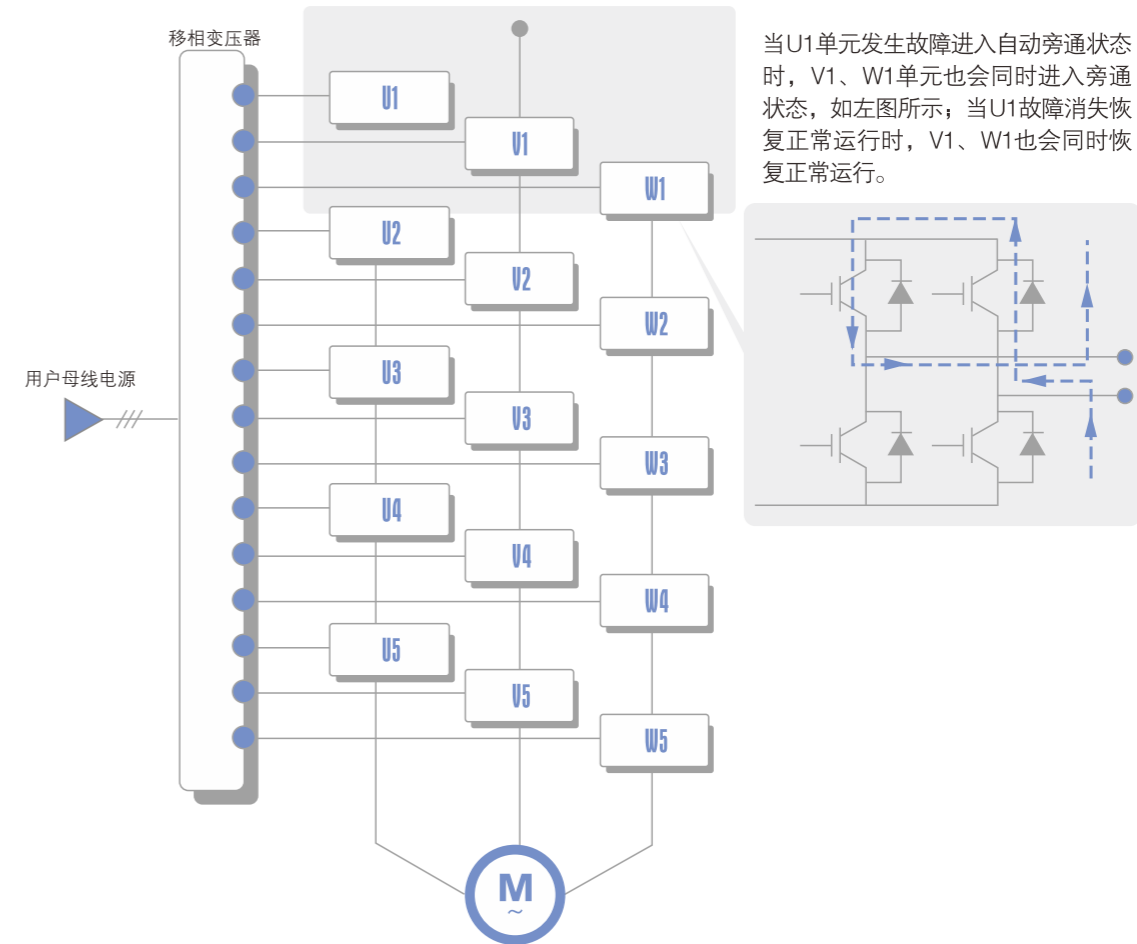 移相变压器
当U1单元发生故障进入自动旁通状态
时，V1、W1单元也会同时进入旁通
状态，如左图所示；当U1故障消失恢
复正常运行时，V1、W1也会同时恢
复正常运行。
U1
V1
W1
U2
V2
W2
用户母线电源
U3
V3
W3
U4
V4
W4
U5
V5
W5
M
~